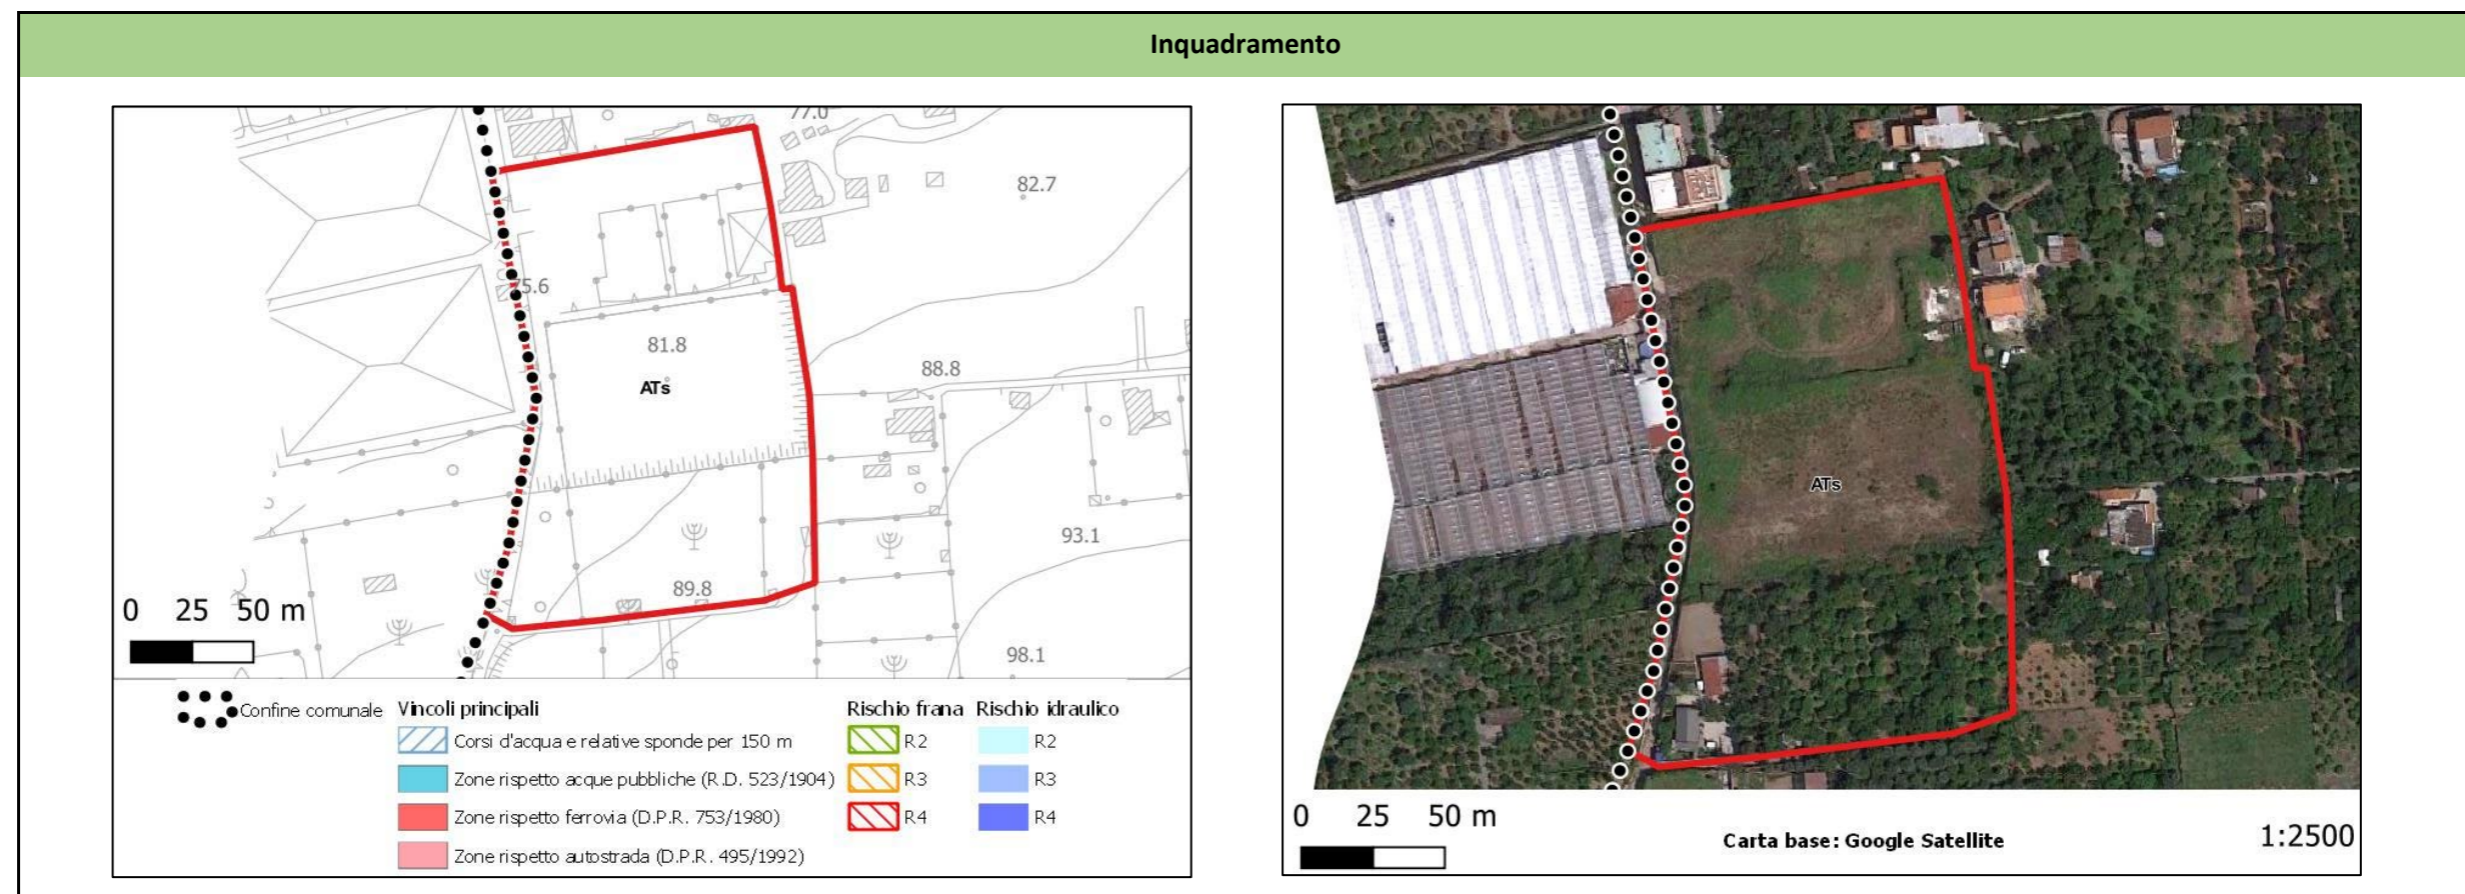 Inquadramento
77.0
82.7
75.6
81.8
ATs
88.8
93.1
89.8
98.1
0 25 50 m
Confine comunale
Vincoli principali
Corsi d'acqua e relative sponde per 150 m
Zone rispetto acque pubbliche (R.D. 523/1904)
Zone rispetto ferrovia (D.P.R. 753/1980)
Zone rispetto autostrada (D.P.R. 495/1992)
Rischio frana
R2
R3
R4
Rischio idraulico
R2
R3
R4
ATs
0 25 50 m
Carta base: Google Satellite
1:2500